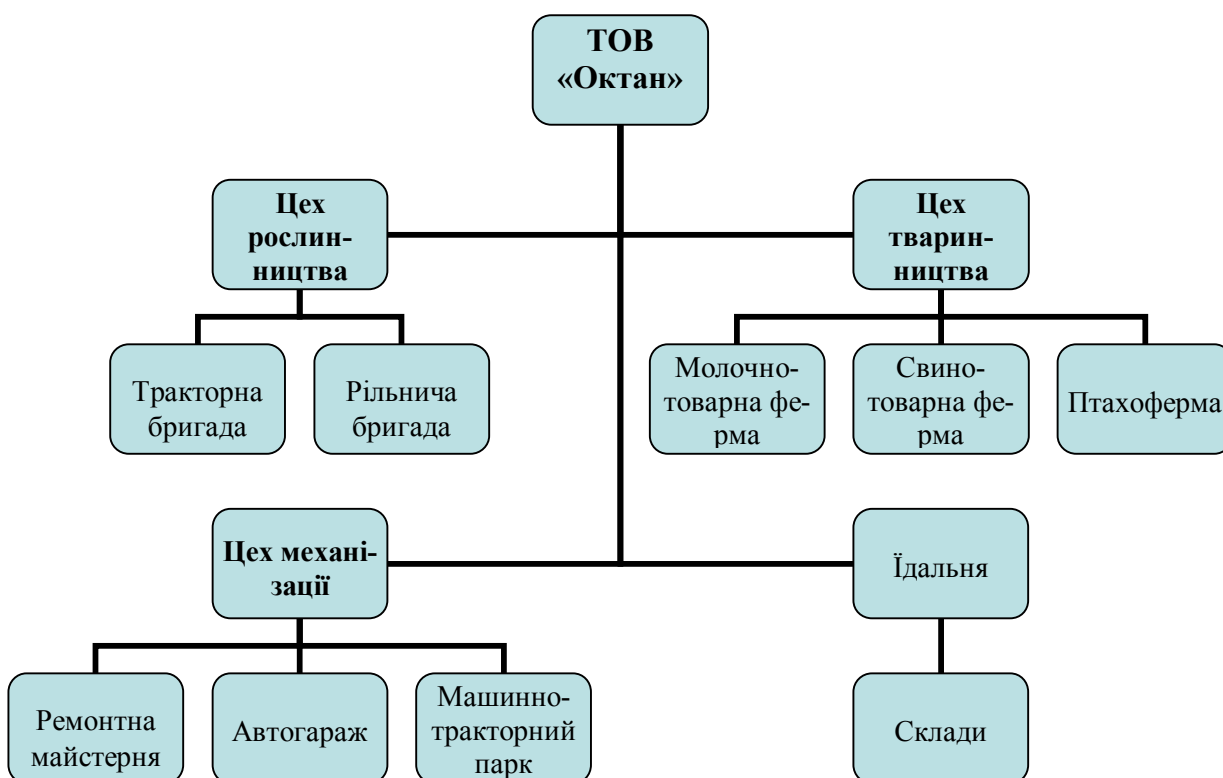 ТОВ
«Октан»
Цех
рослин-
ництва
Цех
тварин-
ництва
Тракторна
бригада
Рільнича
бригада
Молочно-
товарна фе-
рма
Свино-
товарна фе-
рма
Птахоферма
Цех механі-
зації
Їдальня
Ремонтна
майстерня
Автогараж
Машинно-
тракторний
парк
Склади